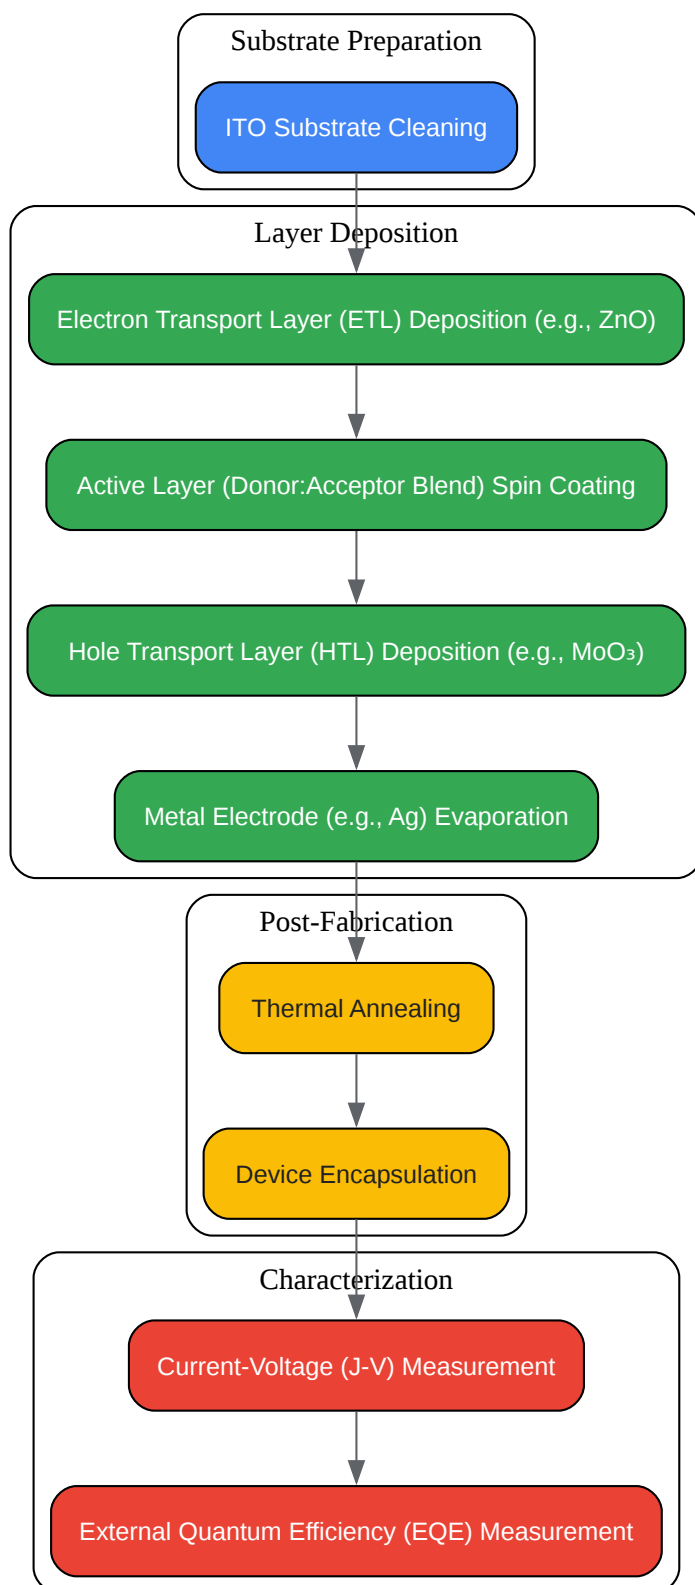 Substrate Preparation
ITO Substrate Cleaning
Layer Deposition
Electron Transport Layer (ETL) Deposition (e.g., ZnO)
Active Layer (Donor:Acceptor Blend) Spin Coating
Hole Transport Layer (HTL) Deposition (e.g., MoO₃)
Metal Electrode (e.g., Ag) Evaporation
Post-Fabrication
Thermal Annealing
Device Encapsulation
Characterization
Current-Voltage (J-V) Measurement
External Quantum Efficiency (EQE) Measurement